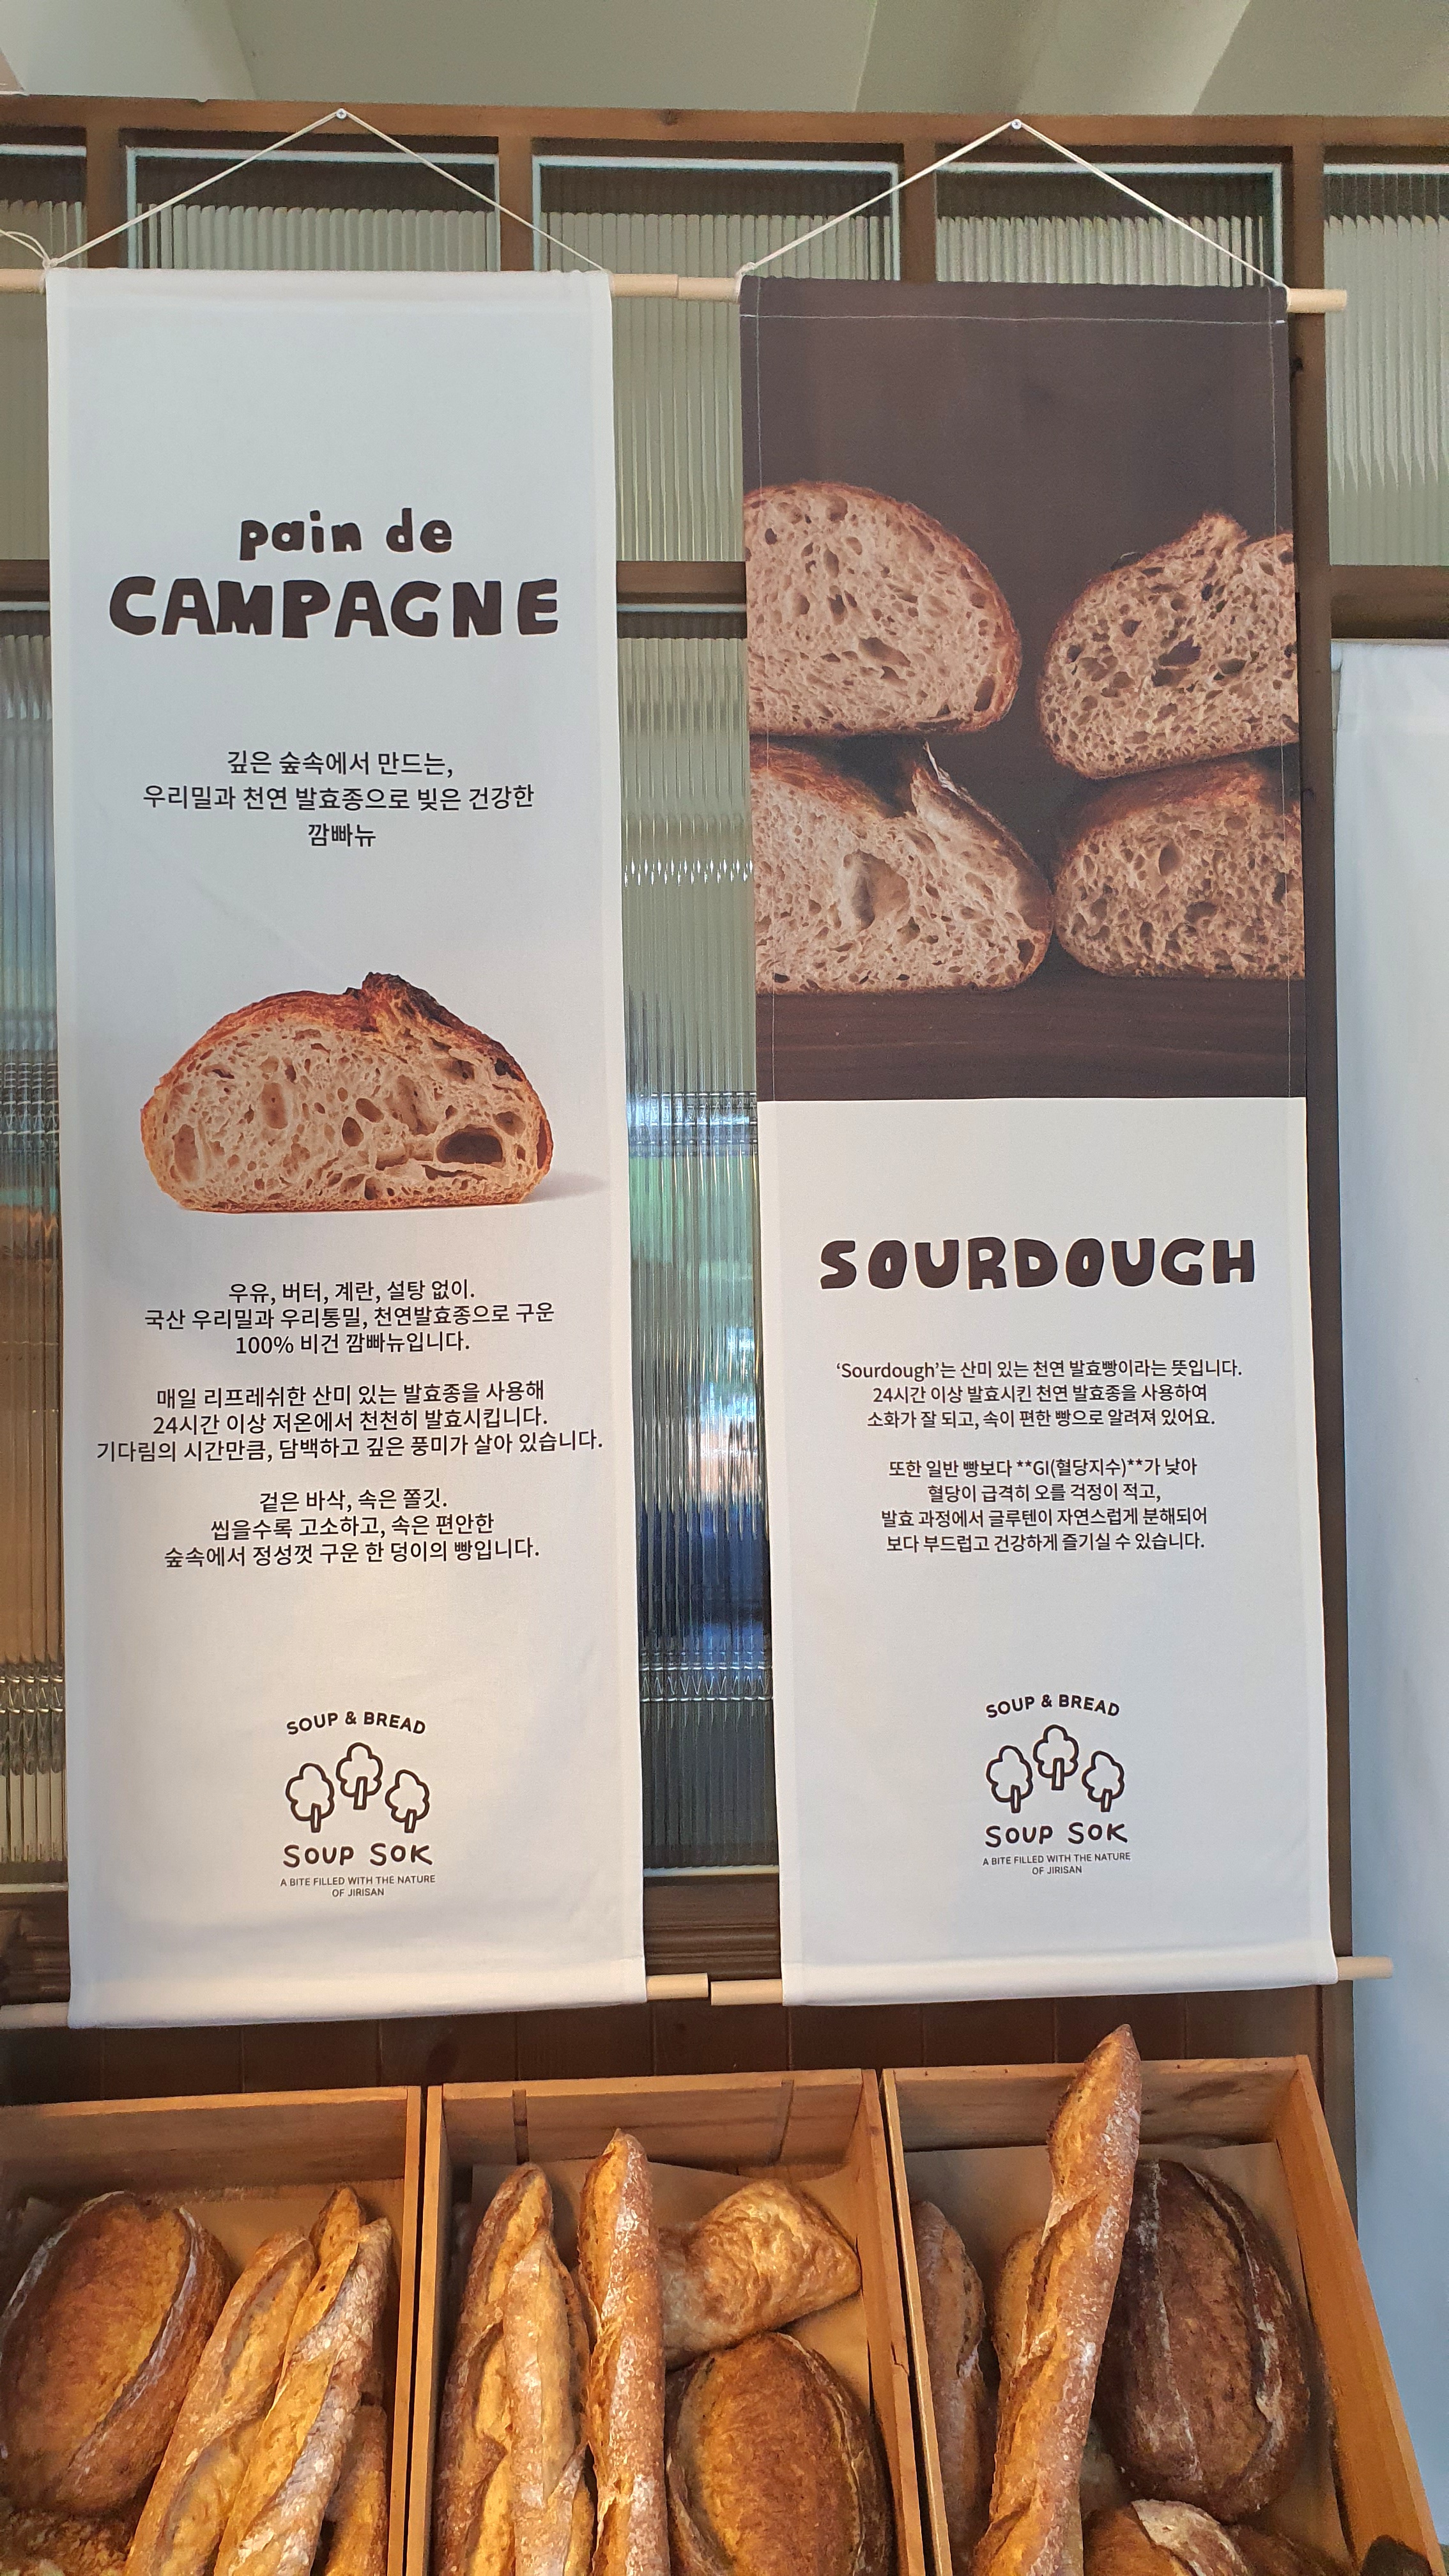 pain de
CAMPAGNE
깊은 숲속에서 만드는,
우리밀과 천연 발효종으로 빚은 건강한
깜빠뉴
우유, 버터, 계란, 설탕 없이.
국산 우리밀과 우리통밀, 천연발효종으로 구운
100% 비건 깜빠뉴입니다.
매일 리프레쉬한 산미 있는 발효종을 사용해
24시간 이상 저온에서 천천히 발효시킵니다.
기다림의 시간만큼, 담백하고 깊은 풍미가 살아 있습니다.
겉은 바삭, 속은 쫄깃.
씹을수록 고소하고, 속은 편안한
숲속에서 정성껏 구운 한 덩이의 빵입니다.
SOUP & BREAD
SOUP SOK
A BITE FILLED WITH THE NATURE
OF JIRISAN
SOURDOUGH
‘Sourdough’는 산미 있는 천연 발효빵이라는 뜻입니다.
24시간 이상 발효시킨 천연 발효종을 사용하여
소화가 잘 되고, 속이 편한 빵으로 알려져 있어요.
또한 일반 빵보다 **GI(혈당지수)**가 낮아
혈당이 급격히 오를 걱정이 적고,
발효 과정에서 글루텐이 자연스럽게 분해되어
보다 부드럽고 건강하게 즐기실 수 있습니다.
SOUP & BREAD
SOUP SOK
A BITE FILLED WITH THE NATURE
OF JIRISAN